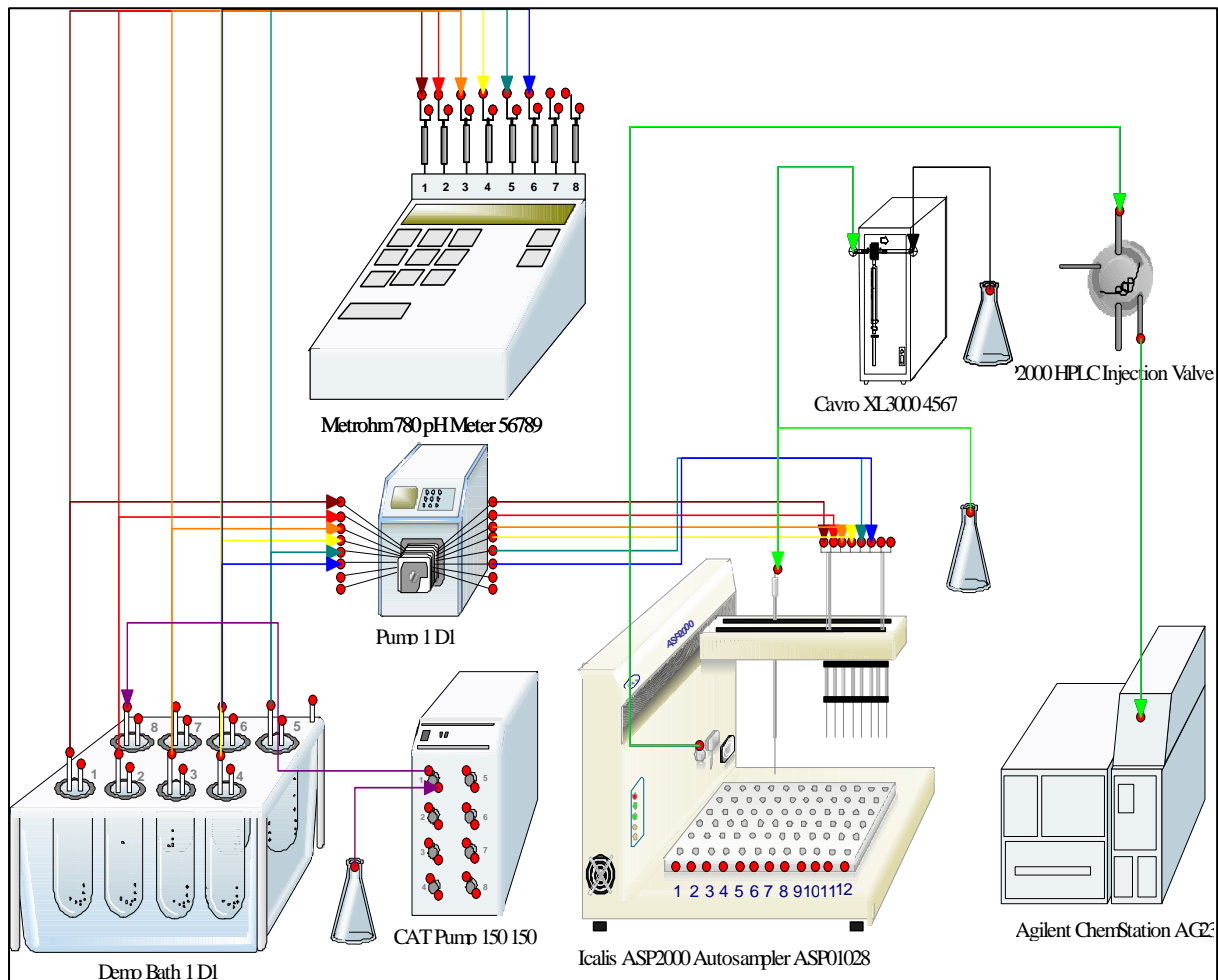 1 2 3 4 5 6 7 8
Metrohm 780 pH Meter 56789
Cavro XL3000 4567
2000 HPLC Injection Valve
Pump 1 D1
ASP2000
8 7 6 5
1 2 3 4
1 5
2 6
3 7
4 8
1 2 3 4 5 6 7 8 9 10 11 12
CAT Pump 150 150
Icalis ASP2000 Autosampler ASP01028
Agilent ChemStation AG23
Demo Bath 1 D1